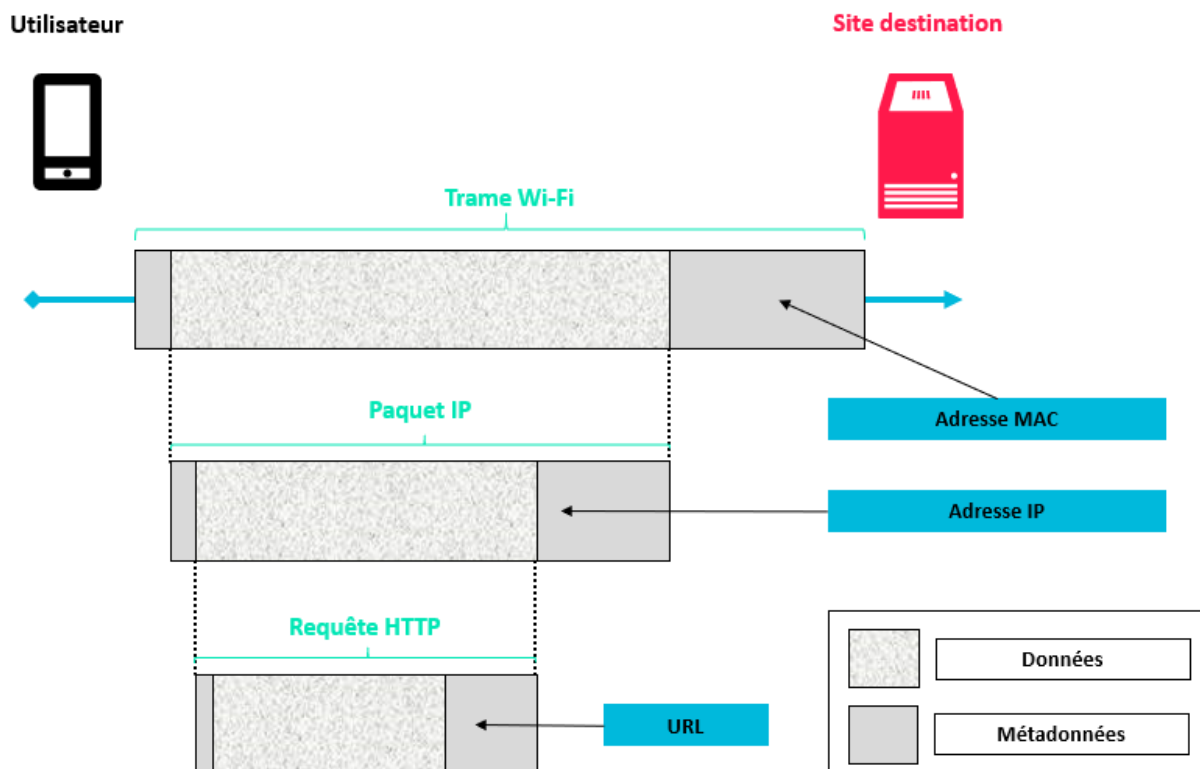 Utilisateur
Site destination
Trame Wi-Fi
Paquet IP
Adresse MAC
Adresse IP
Requête HTTP
Données
URL
Métadonnées